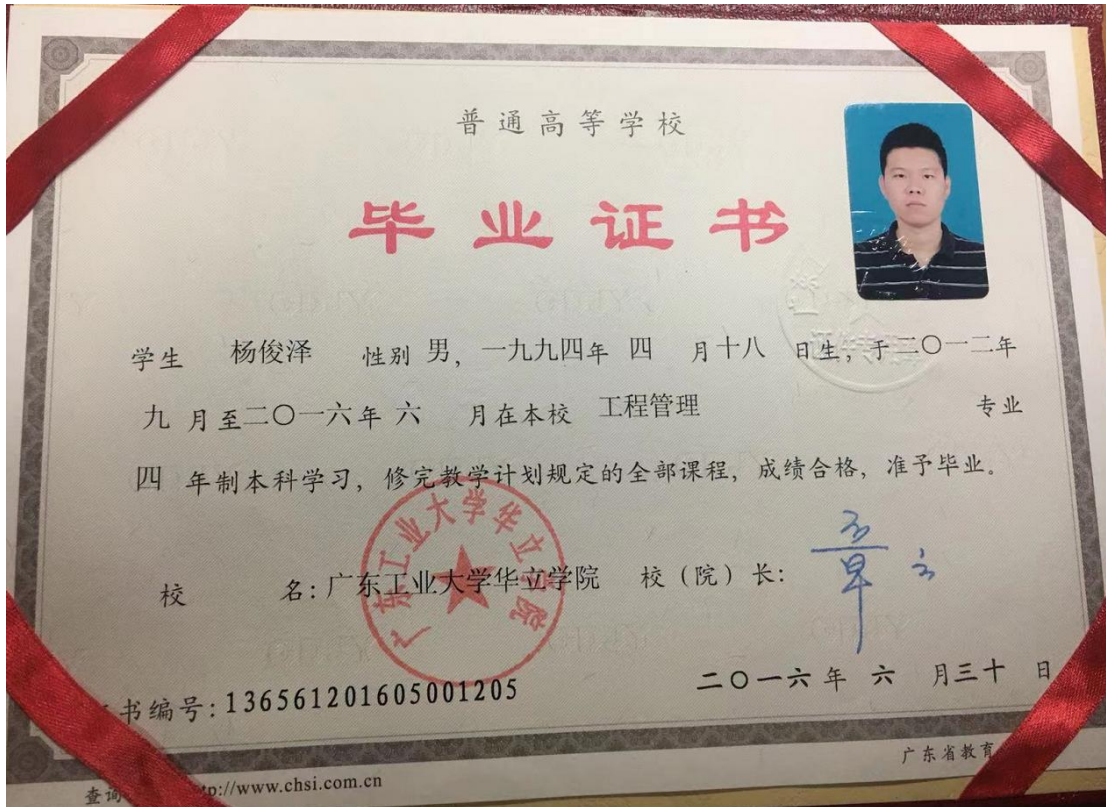 普通高等学校
毕业证书
学生 杨俊泽 性别 男，一九九四年 四 月十八 日生，于二〇一二年
九 月至二〇一六年 六 月在本校 工程管理 专业
四 年制本科学习，修完教学计划规定的全部课程，成绩合格，准予毕业。
广东工业大学华立学院
校 名：广东工业大学华立学院 校（院）长：
二〇一六年 六 月三十 日
书编号：136561201605001205
广东省教育
查询 tp://www.chsi.com.cn